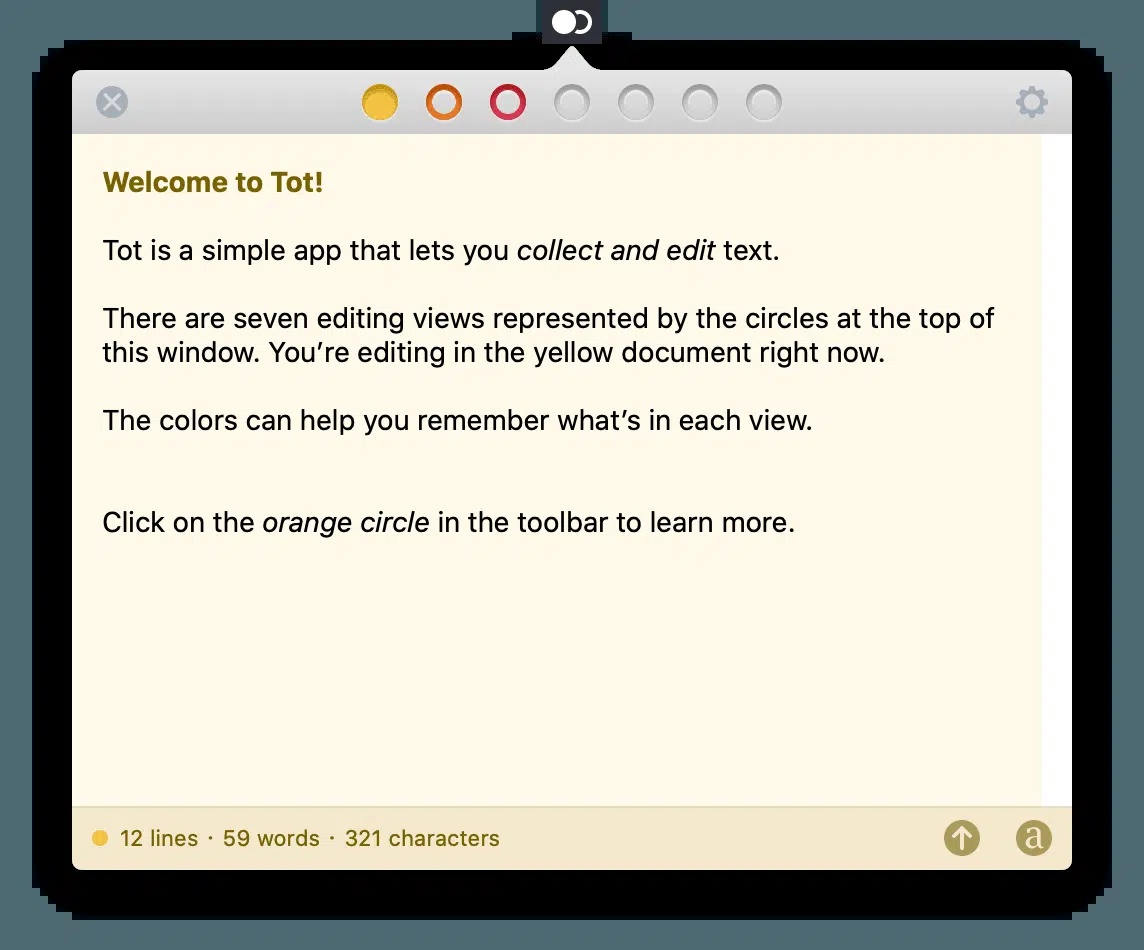 Welcome to Tot!
Tot is a simple app that lets you collect and edit text.
There are seven editing views represented by the circles at the top of
this window. You’re editing in the yellow document right now.
The colors can help you remember what’s in each view.
Click on the orange circle in the toolbar to learn more.
12 lines · 59 words · 321 characters
a